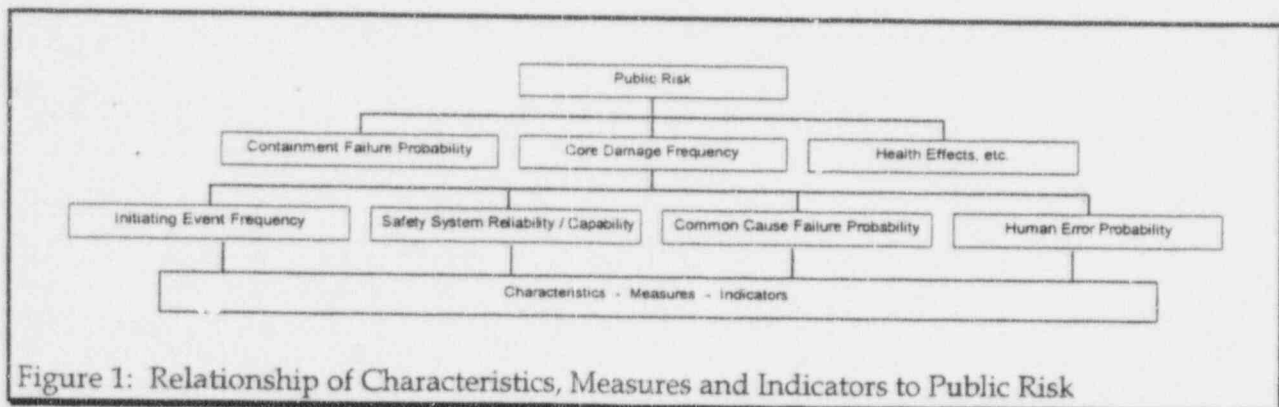 Public Risk
Containment Failure Probability
Core Damage Frequency
Health Effects, etc.
Initiating Event Frequency
Safety System Reliability / Capability
Common Cause Failure Probability
Human Error Probability
Characteristics - Measures - Indicators
Figure 1: Relationship of Characteristics, Measures and Indicators to Public Risk